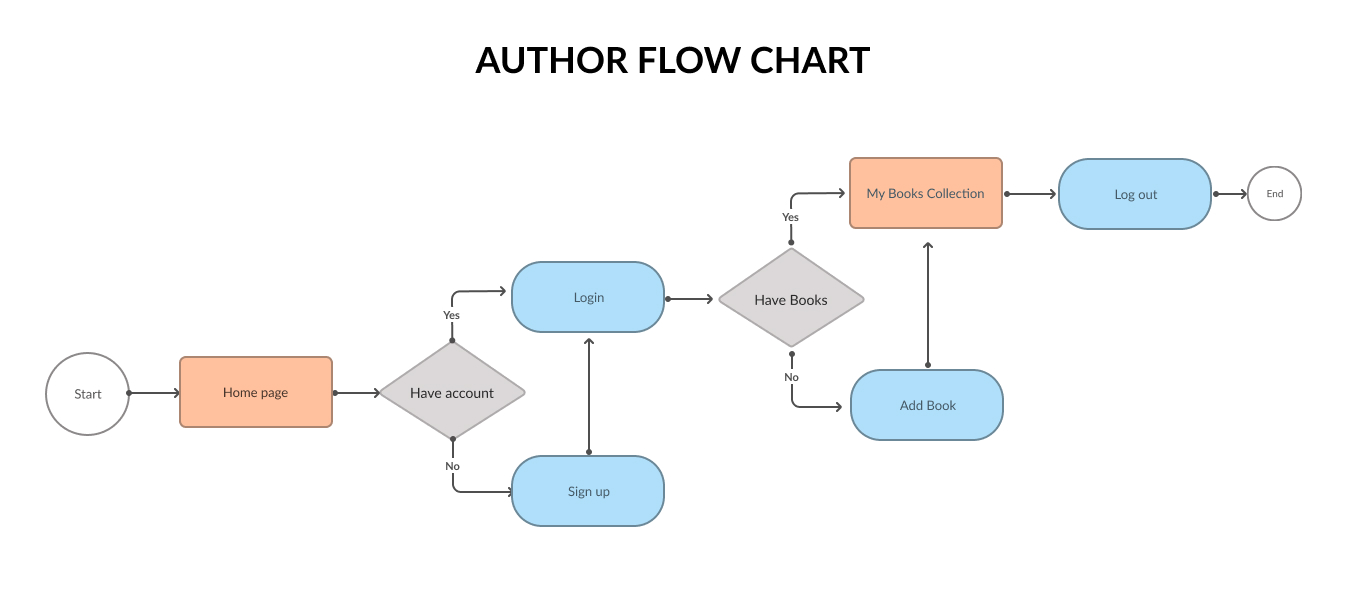 AUTHOR FLOW CHART
Start
Home page
Have account
Yes
No
Login
Sign up
Have Books
Yes
No
My Books Collection
Add Book
Log out
End